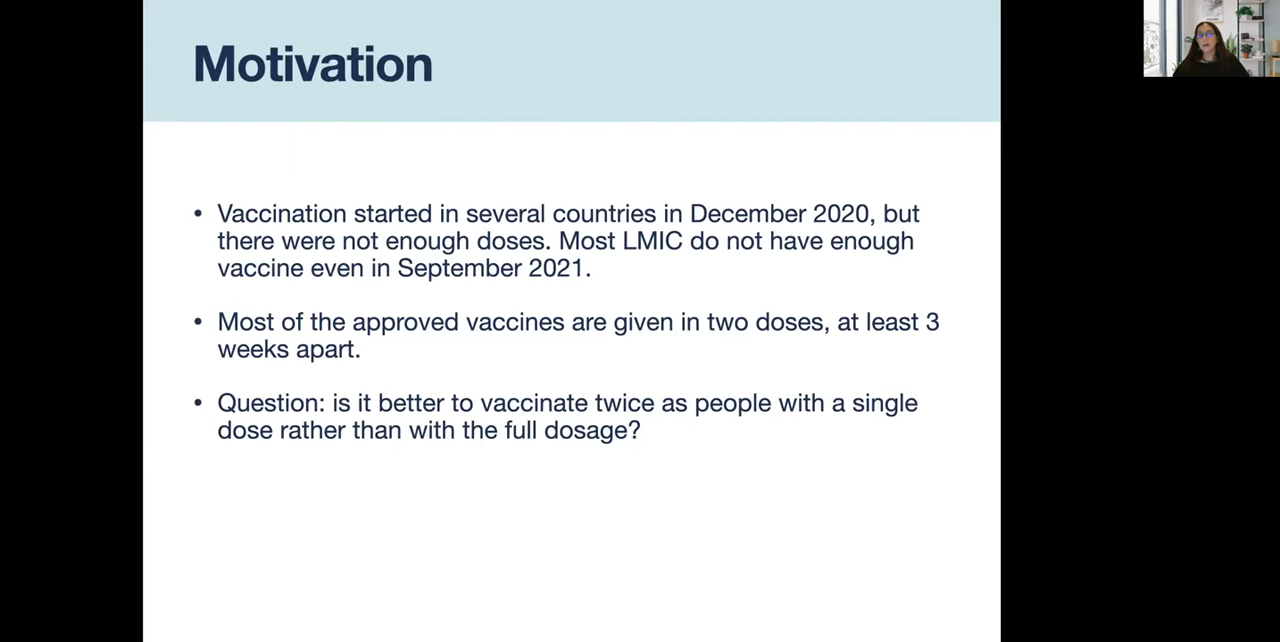 Motivation
• Vaccination started in several countries in December 2020, but
there were not enough doses. Most LMIC do not have enough
vaccine even in September 2021.
• Most of the approved vaccines are given in two doses, at least 3
weeks apart.
• Question: is it better to vaccinate twice as people with a single
dose rather than with the full dosage?